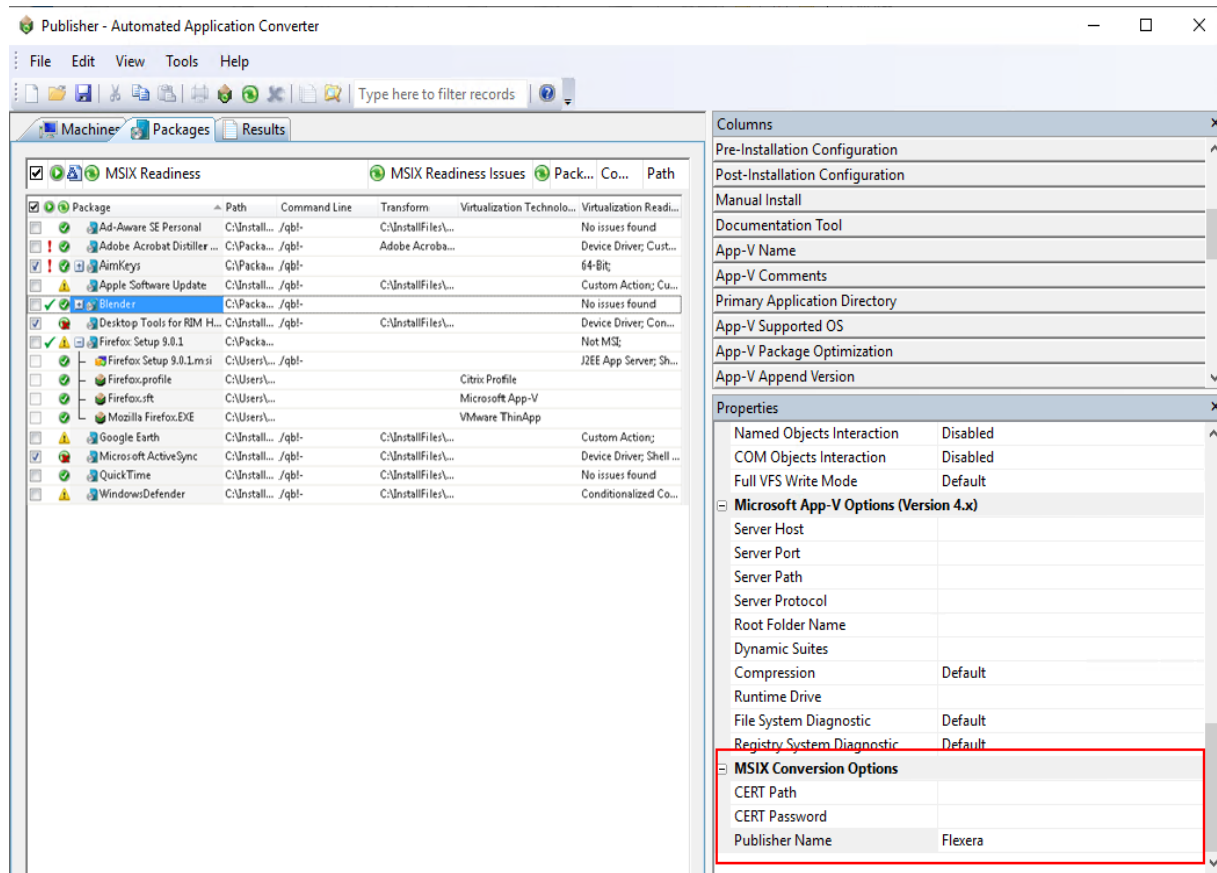 Publisher - Automated Application Converter
File Edit View Tools Help
Type here to filter records
Machines Packages Results
MSIX Readiness MSIX Readiness Issues Pack... Co... Path
Package Path Command Line Transform Virtualization Technolo... Virtualization Readi...
Ad-Aware SE Personal C:\Install... /qb!- C:\InstallFiles\... No issues found
Adobe Acrobat Distiller ... C:\Packa... /qb!- Adobe Acroba... Device Driver; Cust...
AimKeys C:\Packa... /qb!- 64-Bit;
Apple Software Update C:\Install... /qb!- C:\InstallFiles\... Custom Action; Cu...
Blender C:\Packa... /qb!- No issues found
Desktop Tools for RIM H... C:\Install... /qb!- C:\InstallFiles\... Device Driver; Con...
Firefox Setup 9.0.1 C:\Packa... Not MSI;
Firefox Setup 9.0.1.msi C:\Users\... /qb!- J2EE App Server; Sh...
Firefox.profile C:\Users\... Citrix Profile
Firefox.sft C:\Users\... Microsoft App-V
Mozilla Firefox.EXE C:\Users\... VMware ThinApp
Google Earth C:\Install... /qb!- C:\InstallFiles\... Custom Action;
Microsoft ActiveSync C:\Install... /qb!- C:\InstallFiles\... Device Driver; Shell ...
QuickTime C:\Install... /qb!- C:\InstallFiles\... No issues found
WindowsDefender C:\Install... /qb!- C:\InstallFiles\... Conditionalized Co...
Columns
Pre-Installation Configuration
Post-Installation Configuration
Manual Install
Documentation Tool
App-V Name
App-V Comments
Primary Application Directory
App-V Supported OS
App-V Package Optimization
App-V Append Version
Properties
Named Objects Interaction Disabled
COM Objects Interaction Disabled
Full VFS Write Mode Default
Microsoft App-V Options (Version 4.x)
Server Host
Server Port
Server Path
Server Protocol
Root Folder Name
Dynamic Suites
Compression Default
Runtime Drive
File System Diagnostic Default
Registry System Diagnostic Default
MSIX Conversion Options
CERT Path
CERT Password
Publisher Name Flexera